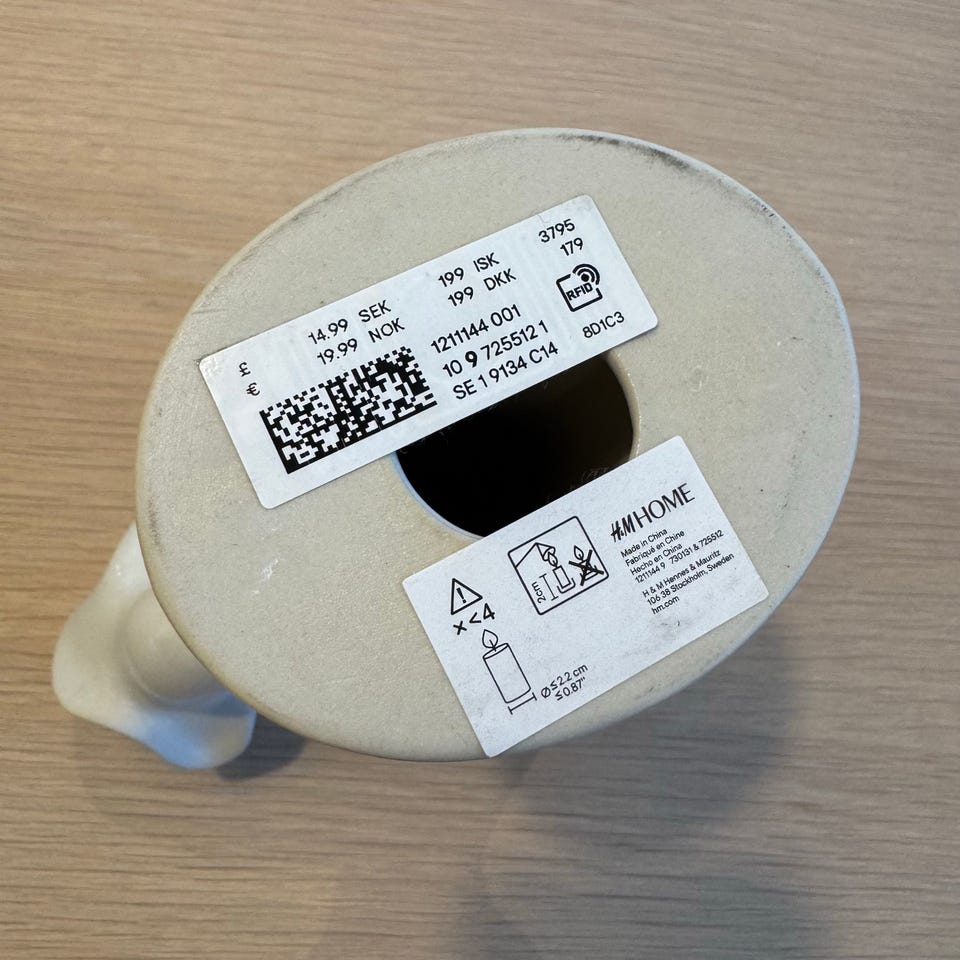 £ 14.99 SEK 199 ISK 3795
€ 19.99 NOK 199 DKK 179
1211144 001
10 9 725512 1
SE 1 9134 C14
RFID
8D1C3
H&M HOME
Made in China
Fabriqué en Chine
Hecho en China
1211144 9 730131 & 725512
H & M Hennes & Mauritz
106 38 Stockholm, Sweden
hm.com
2cm
x<4
Ø≤2.2 cm
≤0.87"